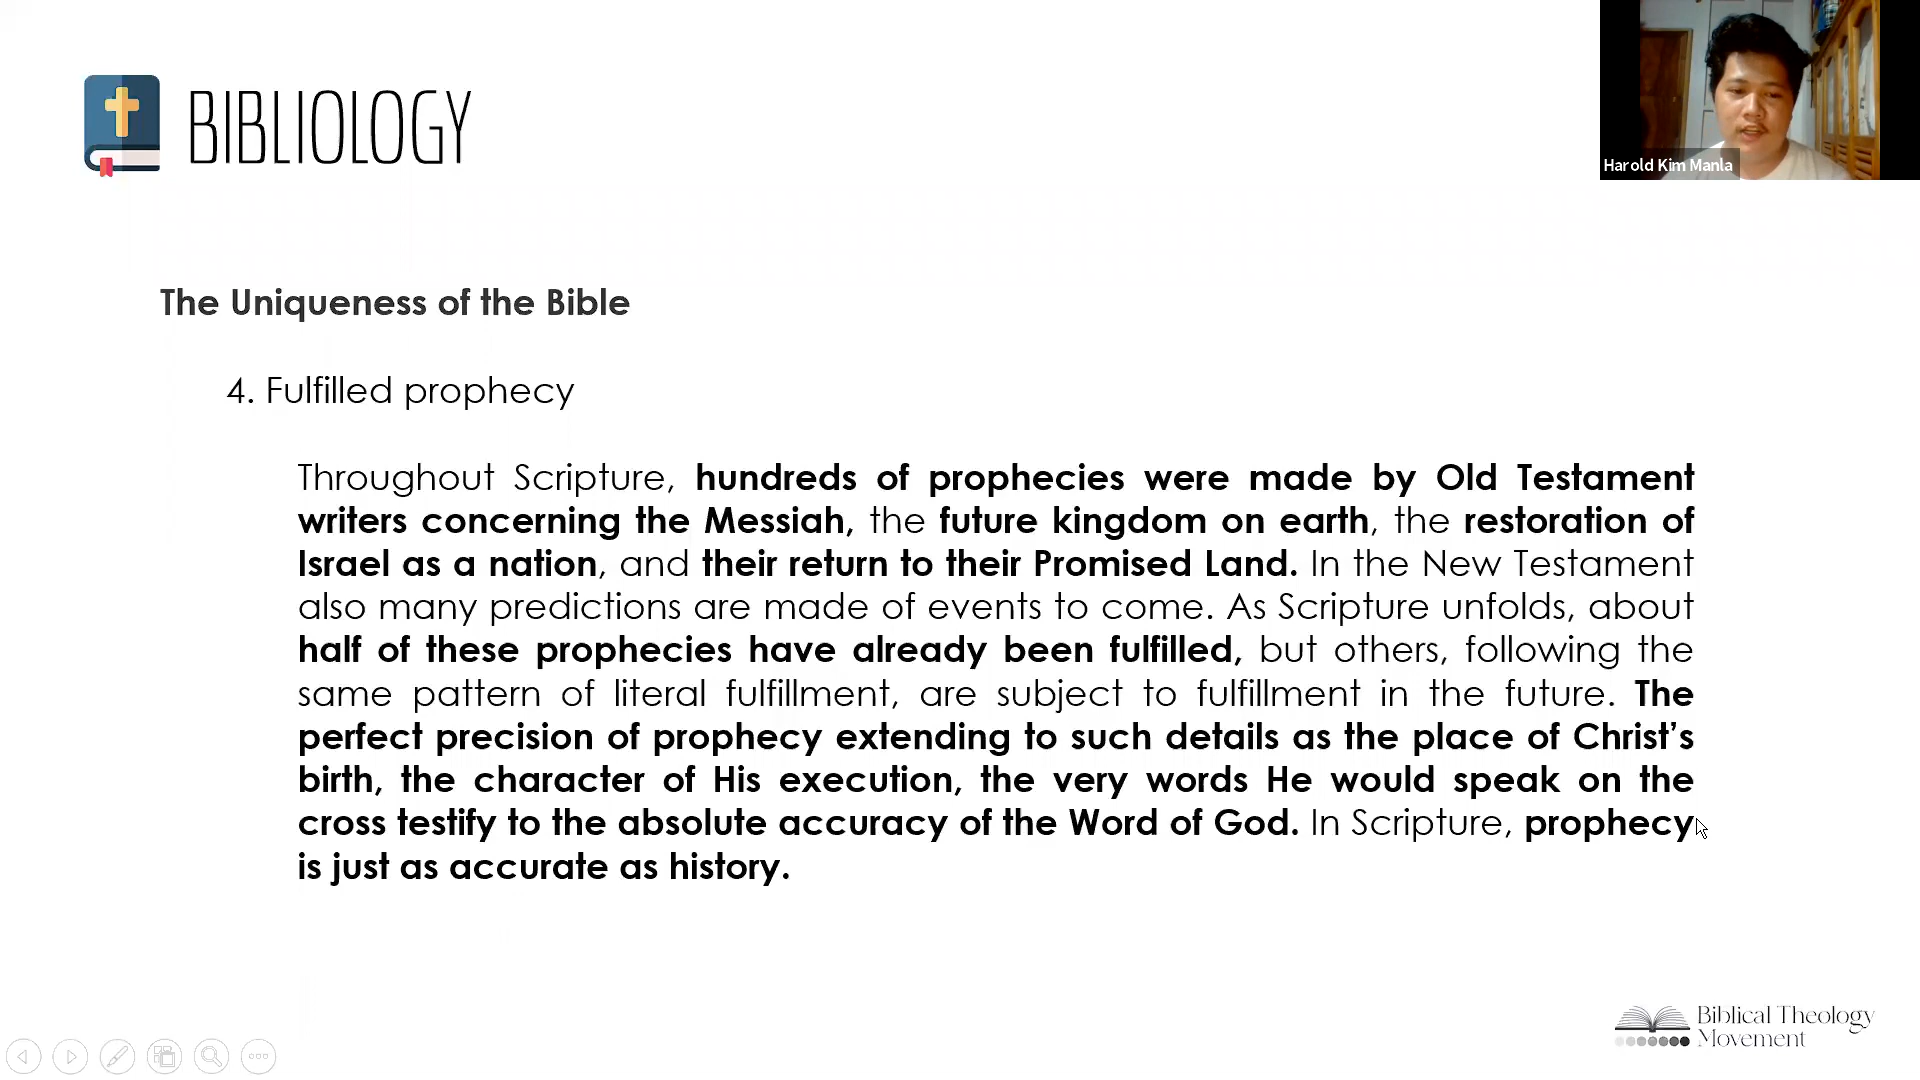 BIBLIOLOGY
Harold Kim Manla
The Uniqueness of the Bible
4. Fulfilled prophecy
Throughout Scripture, hundreds of prophecies were made by Old Testament
writers concerning the Messiah, the future kingdom on earth, the restoration of
Israel as a nation, and their return to their Promised Land. In the New Testament
also many predictions are made of events to come. As Scripture unfolds, about
half of these prophecies have already been fulfilled, but others, following the
same pattern of literal fulfillment, are subject to fulfillment in the future. The
perfect precision of prophecy extending to such details as the place of Christ’s
birth, the character of His execution, the very words He would speak on the
cross testify to the absolute accuracy of the Word of God. In Scripture, prophecy
is just as accurate as history.
Biblical Theology
Movement